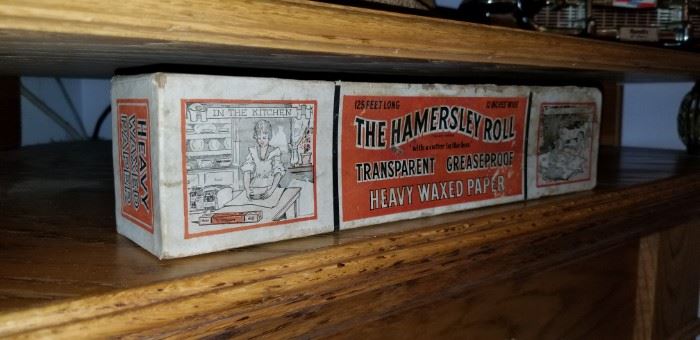 HEAVY
WAXED
PAPER
IN THE KITCHEN
125 FEET LONG
12 INCHES WIDE
THE HAMERSLEY ROLL
"with a cutter in the box"
TRANSPARENT GREASEPROOF
HEAVY WAXED PAPER